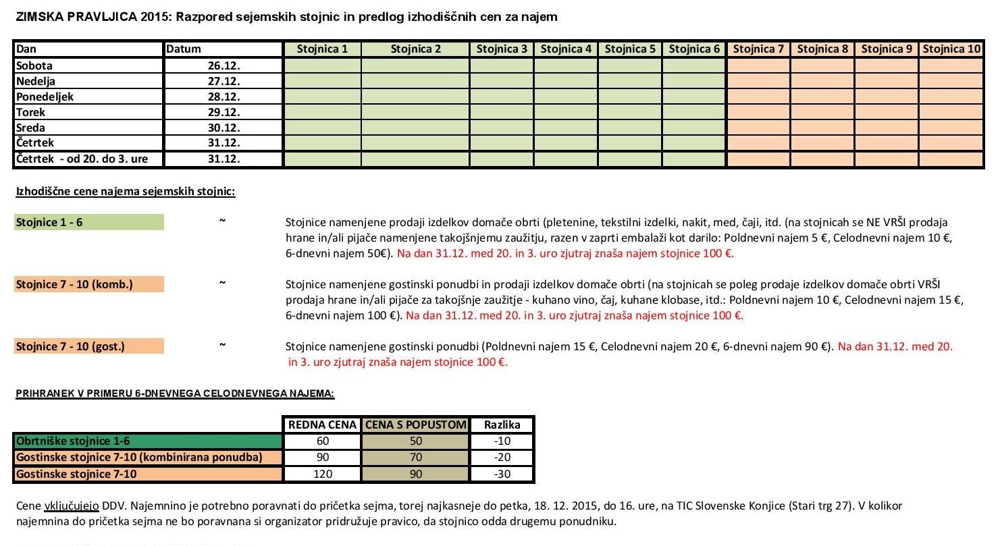 ZIMSKA PRAVLJICA 2015: Razpored sejemskih stojnic in predlog izhodiščnih cen za najem
Dan Datum Stojnica 1 Stojnica 2 Stojnica 3 Stojnica 4 Stojnica 5 Stojnica 6 Stojnica 7 Stojnica 8 Stojnica 9 Stojnica 10
Sobota 26.12.
Nedelja 27.12.
Ponedeljek 28.12.
Torek 29.12.
Sreda 30.12.
Četrtek 31.12.
Četrtek - od 20. do 3. ure 31.12.
Izhodiščne cene najema sejemskih stojnic:
Stojnice 1 - 6 ~ Stojnice namenjene prodaji izdelkov domače obrti (pletenine, tekstilni izdelki, nakit, med, čaji, itd. (na stojnicah se NE VRŠI prodaja
hrane in/ali pijače namenjene takojšnjemu zaužitju, razen v zaprti embalaži kot darilo: Poldnevni najem 5 €, Celodnevni najem 10 €,
6-dnevni najem 50€). Na dan 31.12. med 20. in 3. uro zjutraj znaša najem stojnice 100 €.
Stojnice 7 - 10 (komb.) ~ Stojnice namenjene gostinski ponudbi in prodaji izdelkov domače obrti (na stojnicah se poleg prodaje izdelkov domače obrti VRŠI
prodaja hrane in/ali pijače za takojšnje zaužitje - kuhano vino, čaj, kuhane klobase, itd.: Poldnevni najem 10 €, Celodnevni najem 15 €,
6-dnevni najem 100 €). Na dan 31.12. med 20. in 3. uro zjutraj znaša najem stojnice 100 €.
Stojnice 7 - 10 (gost.) ~ Stojnice namenjene gostinski ponudbi (Poldnevni najem 15 €, Celodnevni najem 20 €, 6-dnevni najem 90 €). Na dan 31.12. med 20.
in 3. uro zjutraj znaša najem stojnice 100 €.
PRIHRANEK V PRIMERU 6-DNEVNEGA CELODNEVNEGA NAJEMA:
REDNA CENA CENA S POPUSTOM Razlika
Obrtniške stojnice 1-6 60 50 -10
Gostinske stojnice 7-10 (kombinirana ponudba) 90 70 -20
Gostinske stojnice 7-10 120 90 -30
Cene vključujejo DDV. Najemnino je potrebno poravnati do pričetka sejma, torej najkasneje do petka, 18. 12. 2015, do 16. ure, na TIC Slovenske Konjice (Stari trg 27). V kolikor
najemnina do pričetka sejma ne bo poravnana si organizator pridružuje pravico, da stojnico odda drugemu ponudniku.